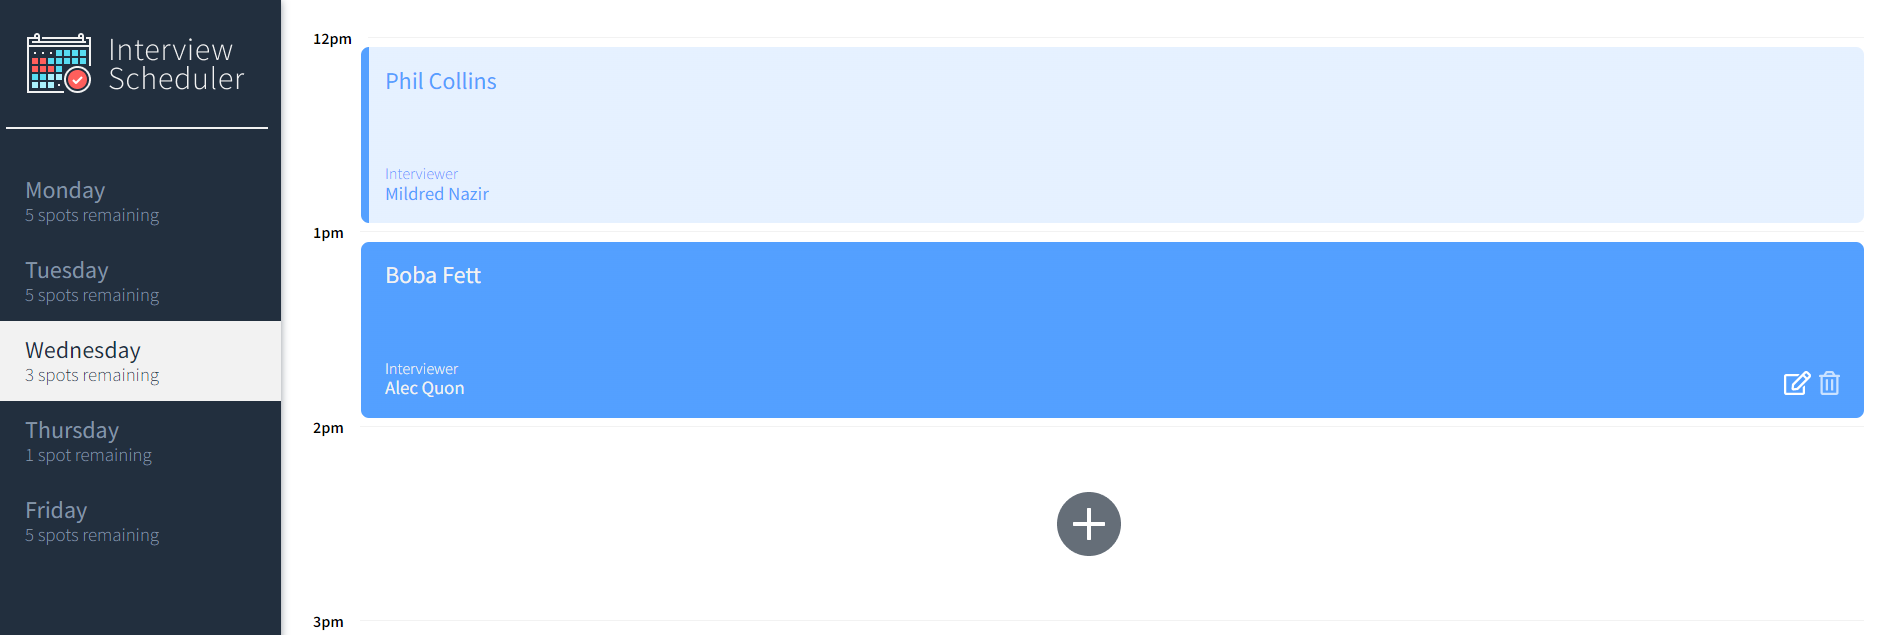 Interview
Scheduler
Monday
5 spots remaining
Tuesday
5 spots remaining
Wednesday
3 spots remaining
Thursday
1 spot remaining
Friday
5 spots remaining
12pm
Phil Collins
Interviewer
Mildred Nazir
1pm
Boba Fett
Interviewer
Alec Quon
2pm
3pm